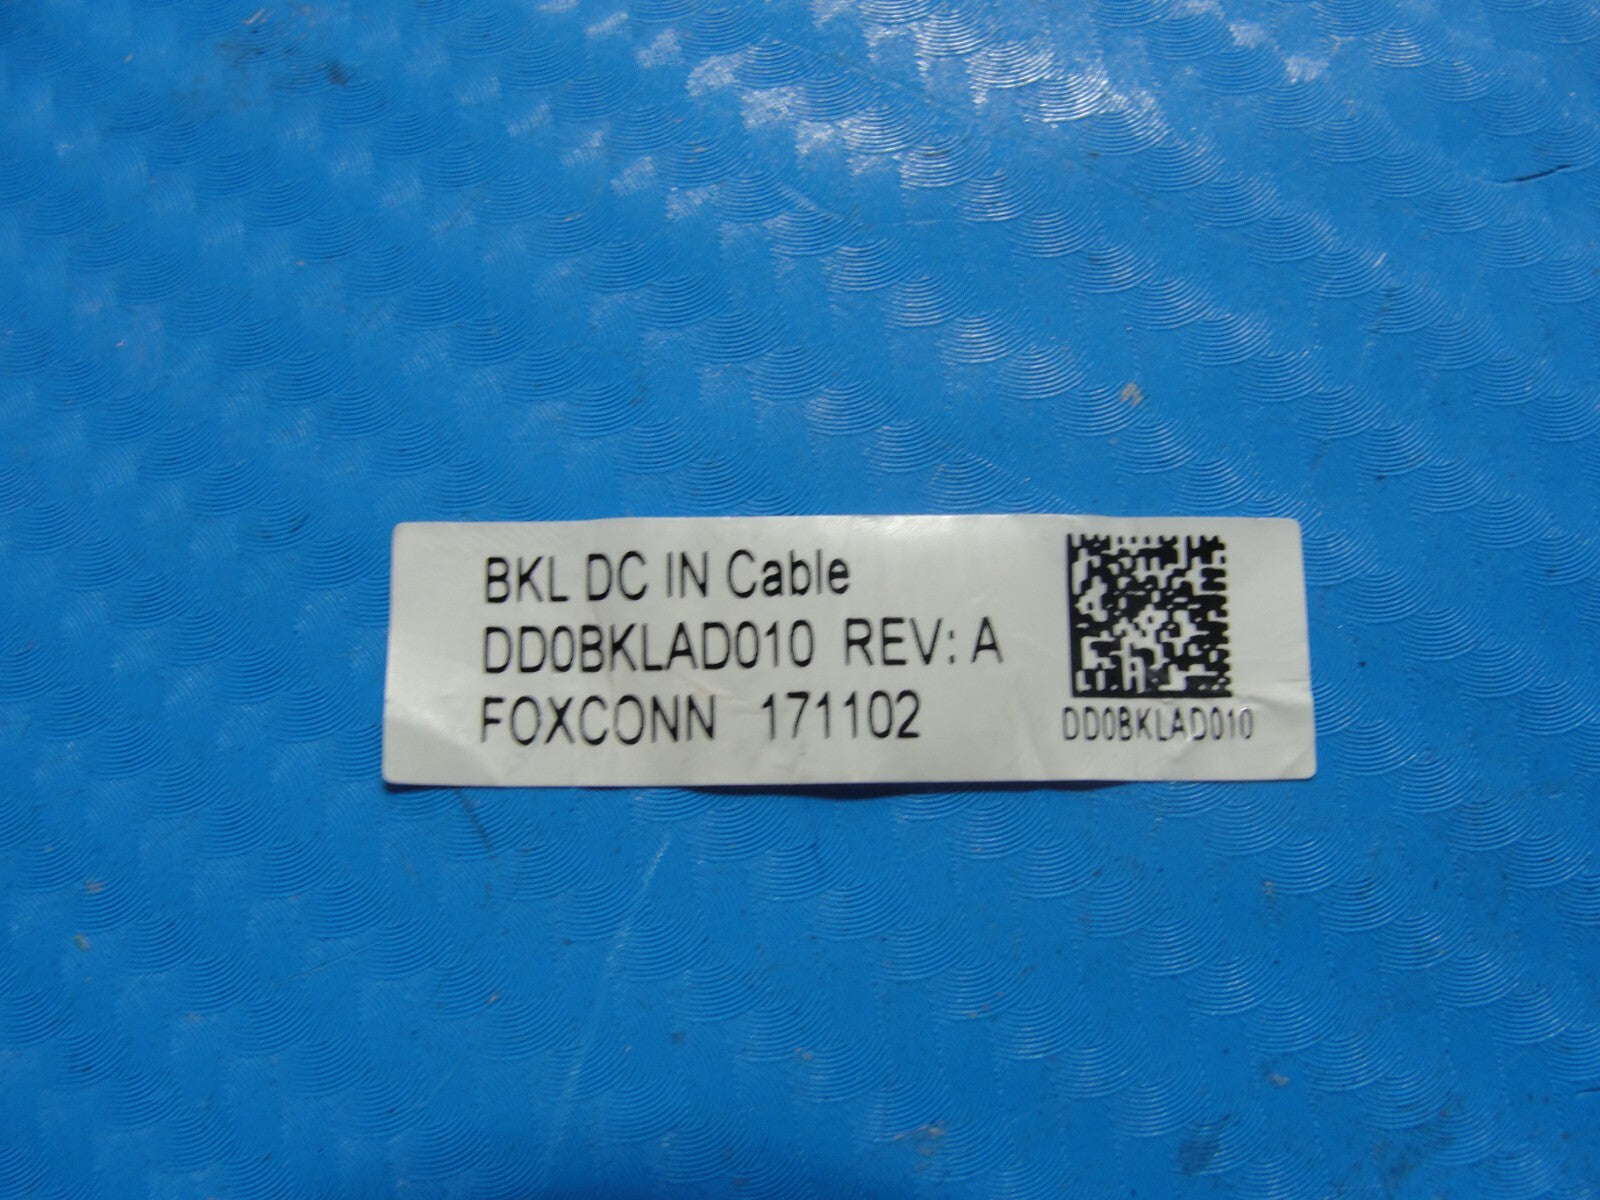 BKL DC IN Cable
DD0BKLAD010 REV: A
FOXCONN 171102
DD0BKLAD010